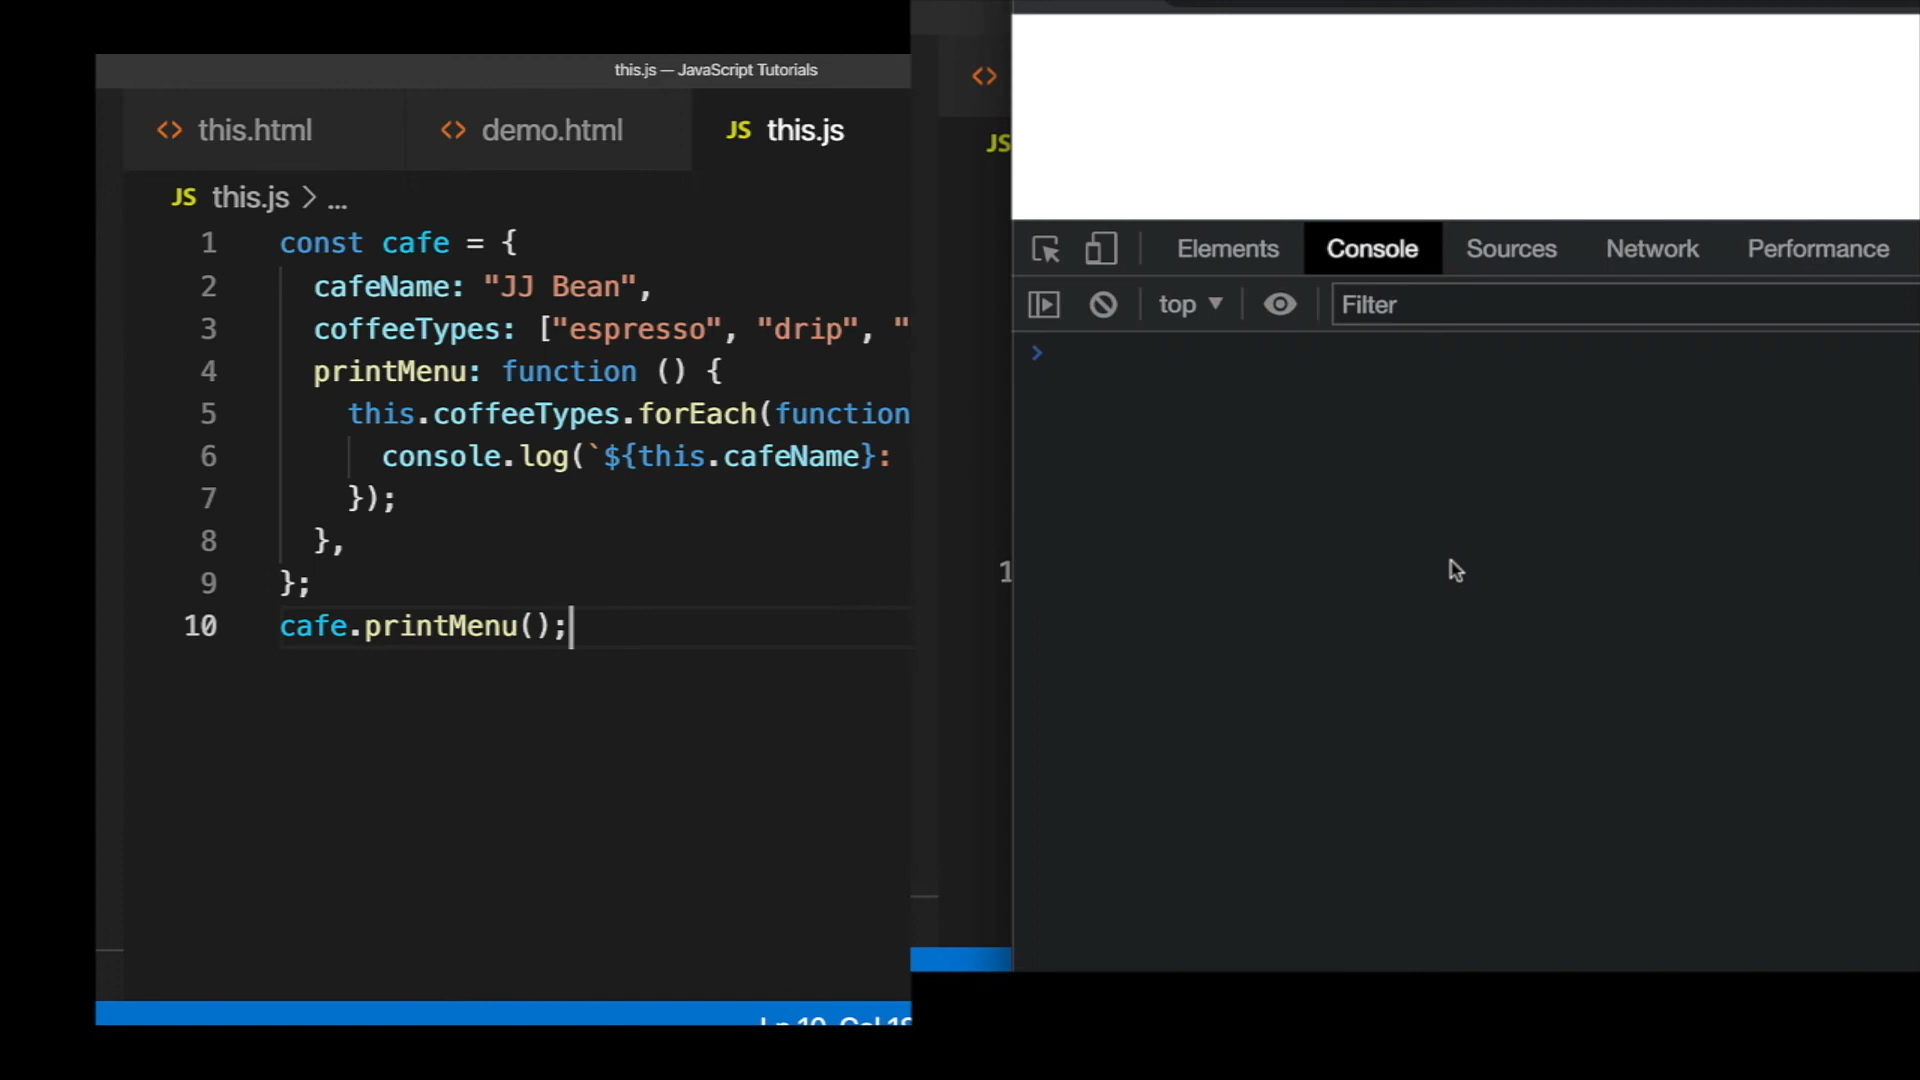 this.js — JavaScript Tutorials
<> this.html <> demo.html JS this.js
JS this.js > ...
1 const cafe = {
2 cafeName: "JJ Bean",
3 coffeeTypes: ["espresso", "drip", "
4 printMenu: function () {
5 this.coffeeTypes.forEach(function
6 console.log(`${this.cafeName}:
7 });
8 },
9 };
10 cafe.printMenu();
<>
JS
1
Elements Console Sources Network Performance
top Filter
>